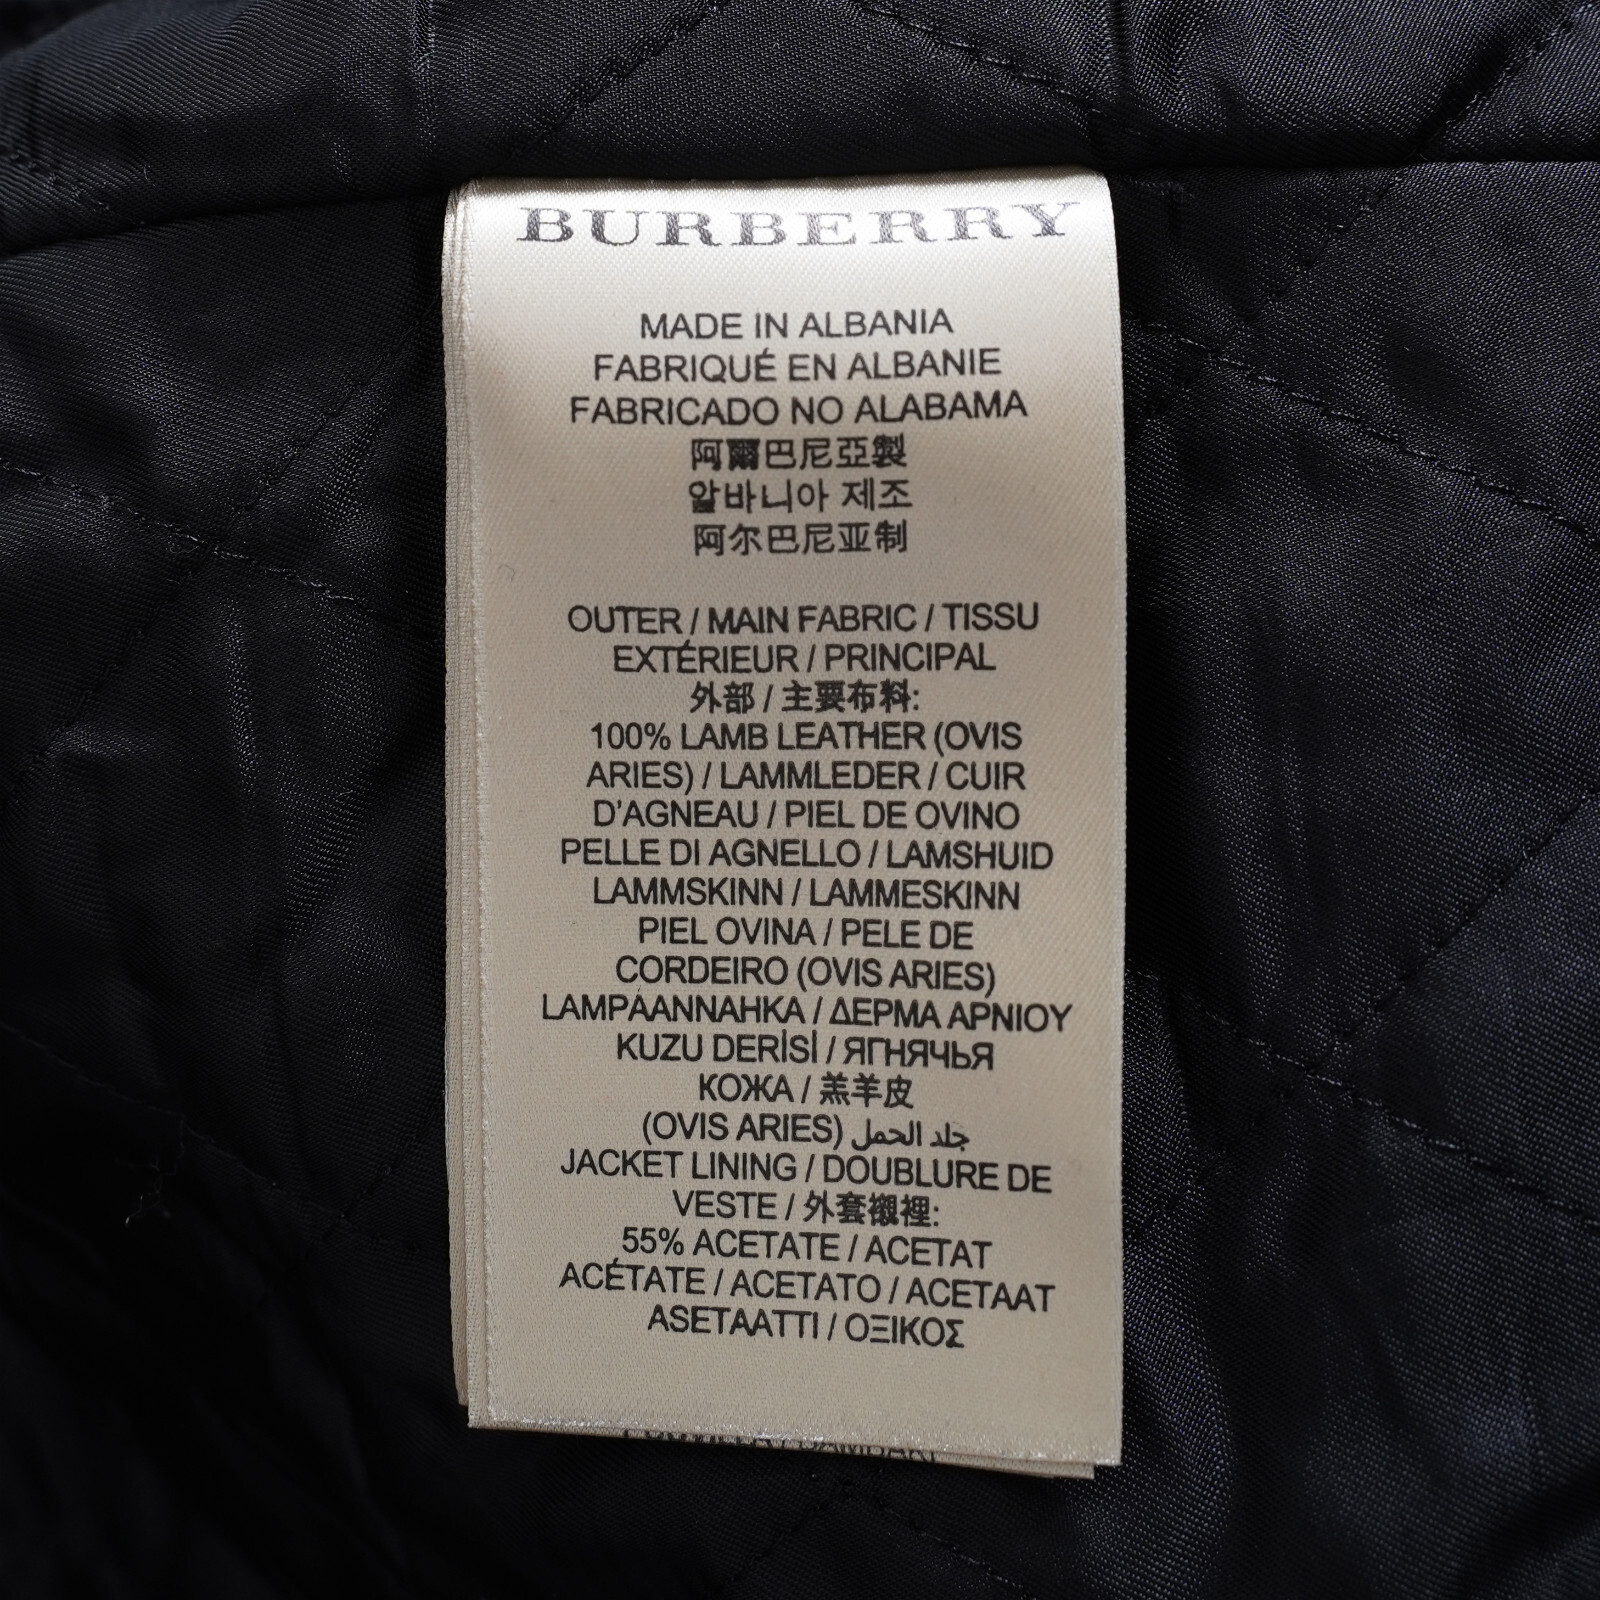 BURBERRY
MADE IN ALBANIA
FABRIQUÉ EN ALBANIE
FABRICADO NO ALABAMA
阿爾巴尼亞製
알바니아 제조
阿尔巴尼亚制
OUTER / MAIN FABRIC / TISSU
EXTÉRIEUR / PRINCIPAL
外部 / 主要布料:
100% LAMB LEATHER (OVIS
ARIES) / LAMMLEDER / CUIR
D'AGNEAU / PIEL DE OVINO
PELLE DI AGNELLO / LAMSHUID
LAMMSKINN / LAMMESKINN
PIEL OVINA / PELE DE
CORDEIRO (OVIS ARIES)
LAMPAANNAHKA / ΔΕΡΜΑ ΑΡΝΙΟΥ
KUZU DERİSİ / ЯГНЯЧЬЯ
КОЖА / 羔羊皮
(OVIS ARIES) جلد الحمل
JACKET LINING / DOUBLURE DE
VESTE / 外套襯裡:
55% ACETATE / ACETAT
ACÉTATE / ACETATO / ACETAAT
ASETAATTI / ΟΞΙΚΟΣ